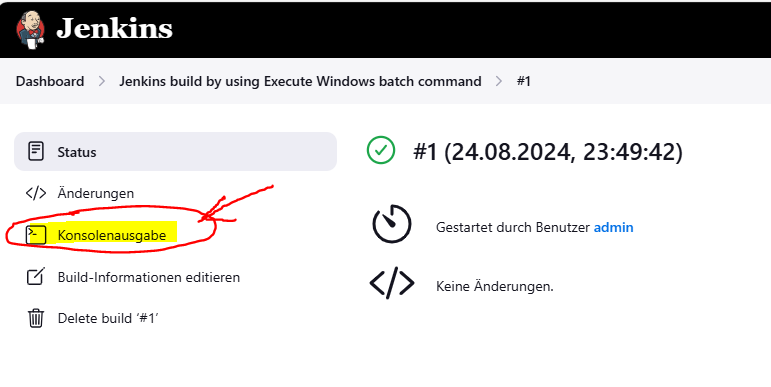 Jenkins
Dashboard > Jenkins build by using Execute Windows batch command > #1
Status
Änderungen
Konsolenausgabe
Build-Informationen editieren
Delete build ‘#1’
#1 (24.08.2024, 23:49:42)
Gestartet durch Benutzer admin
Keine Änderungen.